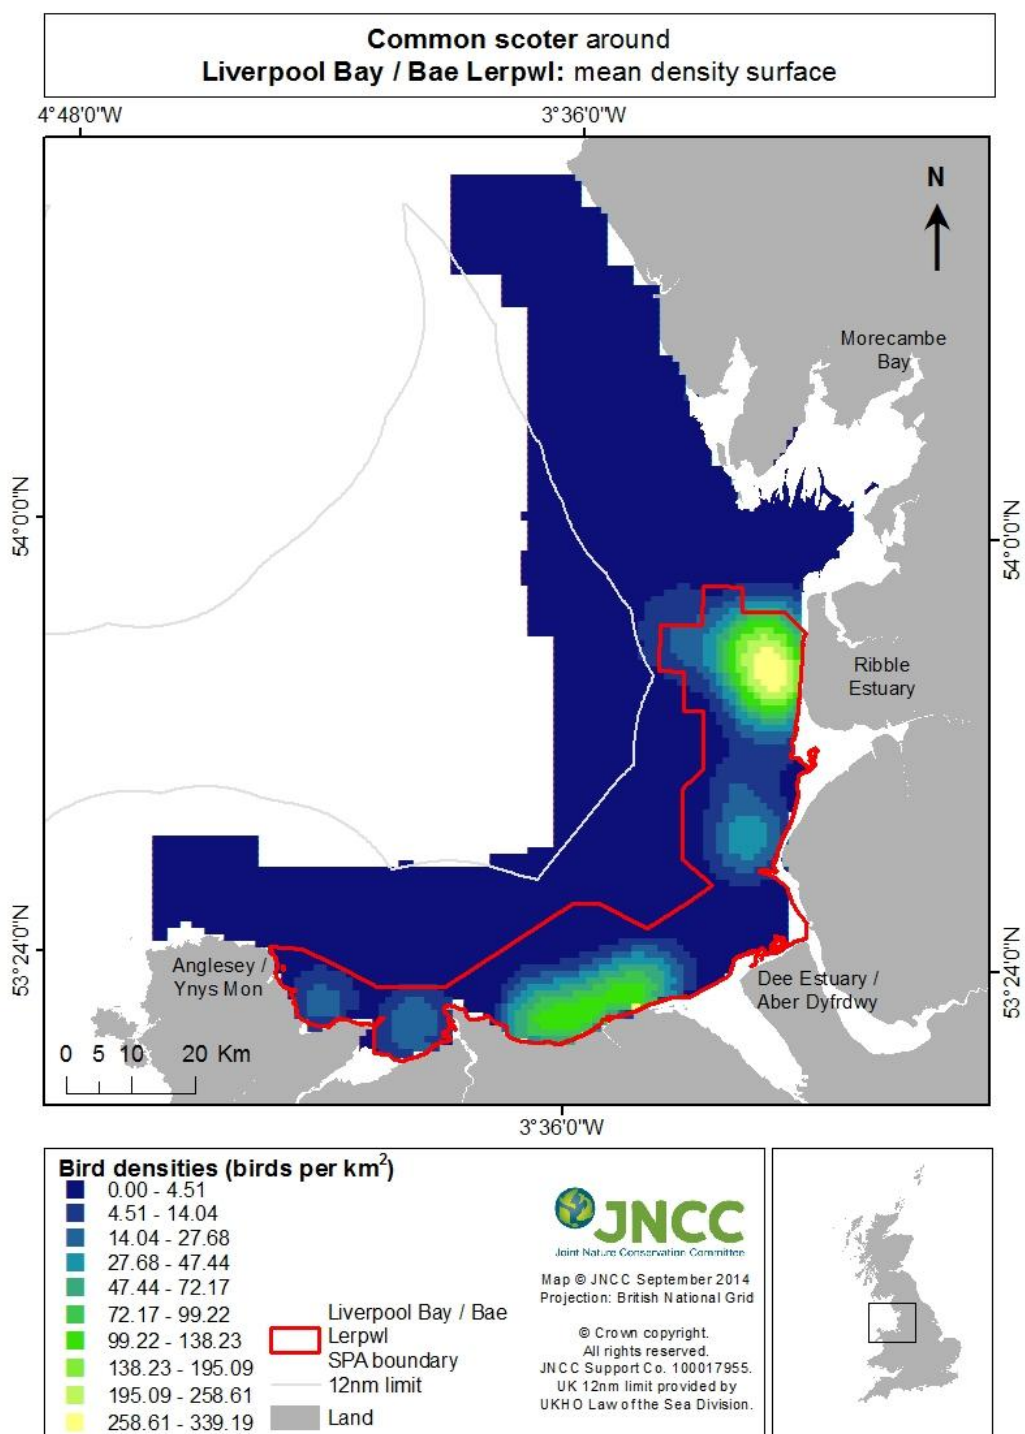 Common scoter around
Liverpool Bay / Bae Lerpwl: mean density surface
4°48'0"W
3°36'0"W
N
Morecambe
Bay
54°0'0"N
54°0'0"N
Ribble
Estuary
53°24'0"N
53°24'0"N
Anglesey /
Ynys Mon
Dee Estuary /
Aber Dyfrdwy
0 5 10 20 Km
3°36'0"W
Bird densities (birds per km²)
0.00 - 4.51
4.51 - 14.04
14.04 - 27.68
27.68 - 47.44
47.44 - 72.17
72.17 - 99.22
99.22 - 138.23
138.23 - 195.09
195.09 - 258.61
258.61 - 339.19
Liverpool Bay / Bae
Lerpwl
SPA boundary
12nm limit
Land
JNCC
Joint Nature Conservation Committee
Map © JNCC September 2014
Projection: British National Grid
© Crown copyright.
All rights reserved.
JNCC Support Co. 100017955.
UK 12nm limit provided by
UKHO Law of the Sea Division.